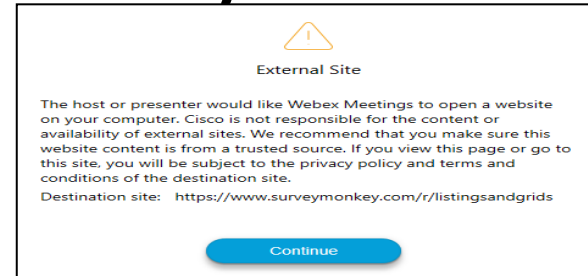 External Site
The host or presenter would like Webex Meetings to open a website
on your computer. Cisco is not responsible for the content or
availability of external sites. We recommend that you make sure this
website content is from a trusted source. If you view this page or go to
this site, you will be subject to the privacy policy and terms and
conditions of the destination site.
Destination site: https://www.surveymonkey.com/r/listingsandgrids
Continue